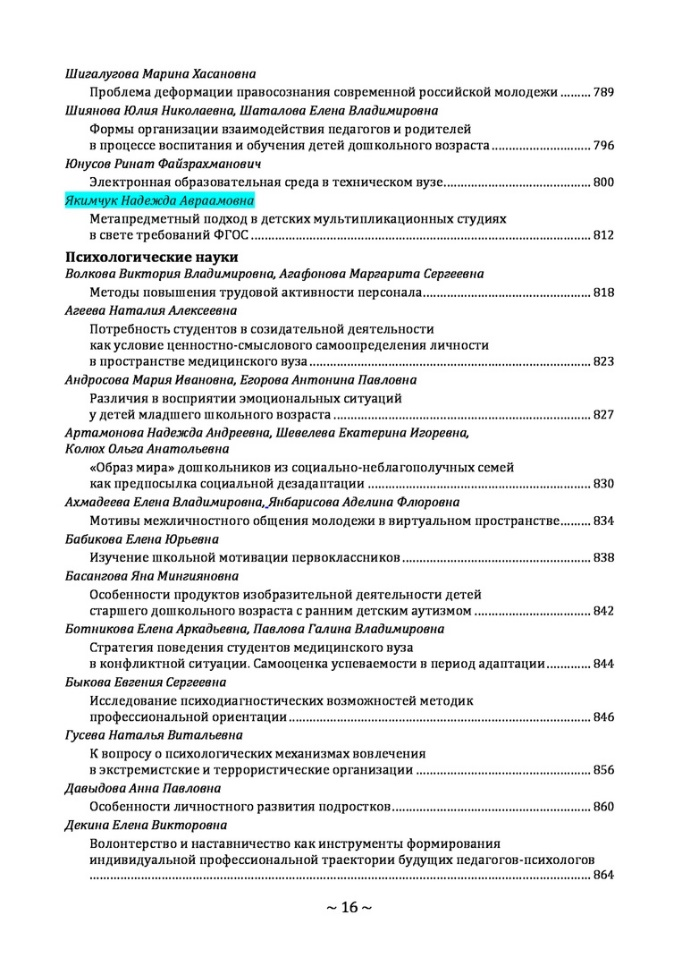 Шигалугова Марина Хасановна
Проблема деформации правосознания современной российской молодежи ......... 789
Шиянова Юлия Николаевна, Шаталова Елена Владимировна
Формы организации взаимодействия педагогов и родителей
в процессе воспитания и обучения детей дошкольного возраста ............................. 796
Юнусов Ринат Файзрахманович
Электронная образовательная среда в техническом вузе.......................................... 800
Якимчук Надежда Авраамовна
Метапредметный подход в детских мультипликационных студиях
в свете требований ФГОС .................................................................................................. 812
Психологические науки
Волкова Виктория Владимировна, Агафонова Маргарита Сергеевна
Методы повышения трудовой активности персонала................................................ 818
Агеева Наталия Алексеевна
Потребность студентов в созидательной деятельности
как условие ценностно-смыслового самоопределения личности
в пространстве медицинского вуза .................................................................................... 823
Андросова Мария Ивановна, Егорова Антонина Павловна
Различия в восприятии эмоциональных ситуаций
у детей младшего школьного возраста .............................................................................. 827
Артамонова Надежда Андреевна, Шевелева Екатерина Игоревна,
Колюх Ольга Анатольевна
«Образ мира» дошкольников из социально-неблагополучных семей
как предпосылка социальной дезадаптации ...................................................................... 830
Ахмадеева Елена Владимировна, Янбарисова Аделина Флюровна
Мотивы межличностного общения молодежи в виртуальном пространстве......... 834
Бабикова Елена Юрьевна
Изучение школьной мотивации первоклассников ...................................................... 838
Басангова Яна Мингияновна
Особенности продуктов изобразительной деятельности детей
старшего дошкольного возраста с ранним детским аутизмом .................................. 842
Ботникова Елена Аркадьевна, Павлова Галина Владимировна
Стратегия поведения студентов медицинского вуза
в конфликтной ситуации. Самооценка успеваемости в период адаптации ............. 844
Быкова Евгения Сергеевна
Исследование психодиагностических возможностей методик
профессиональной ориентации ......................................................................................... 846
Гусева Наталья Витальевна
К вопросу о психологических механизмах вовлечения
в экстремистские и террористические организации ................................................... 856
Давыдова Анна Павловна
Особенности личностного развития подростков......................................................... 860
Декина Елена Викторовна
Волонтерство и наставничество как инструменты формирования
индивидуальной профессиональной траектории будущих педагогов-психологов
........................................................................................................................................................ 864
~ 16 ~